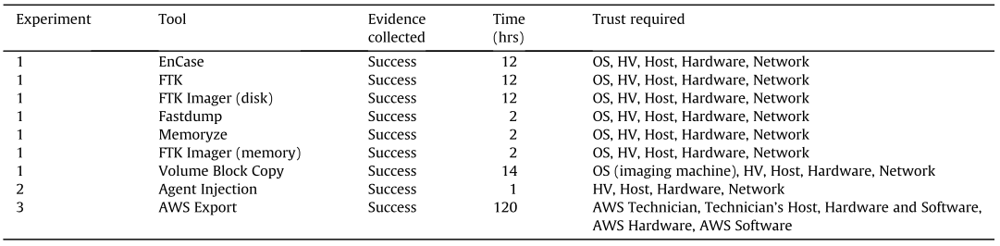 Experiment Tool Evidence collected Time (hrs) Trust required
1 EnCase Success 12 OS, HV, Host, Hardware, Network
1 FTK Success 12 OS, HV, Host, Hardware, Network
1 FTK Imager (disk) Success 12 OS, HV, Host, Hardware, Network
1 Fastdump Success 2 OS, HV, Host, Hardware, Network
1 Memoryze Success 2 OS, HV, Host, Hardware, Network
1 FTK Imager (memory) Success 2 OS, HV, Host, Hardware, Network
1 Volume Block Copy Success 14 OS (imaging machine), HV, Host, Hardware, Network
2 Agent Injection Success 1 HV, Host, Hardware, Network
3 AWS Export Success 120 AWS Technician, Technician's Host, Hardware and Software,
AWS Hardware, AWS Software